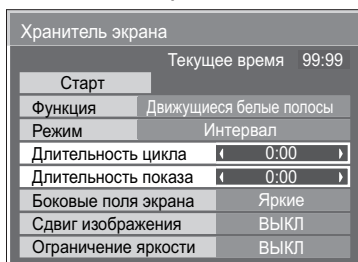 Хранитель экрана
Текущее время 99:99
Старт
Функция Движущиеся белые полосы
Режим Интервал
Длительность цикла 0:00
Длительность показа 0:00
Боковые поля экрана Яркие
Сдвиг изображения ВЫКЛ
Ограничение яркости ВЫКЛ